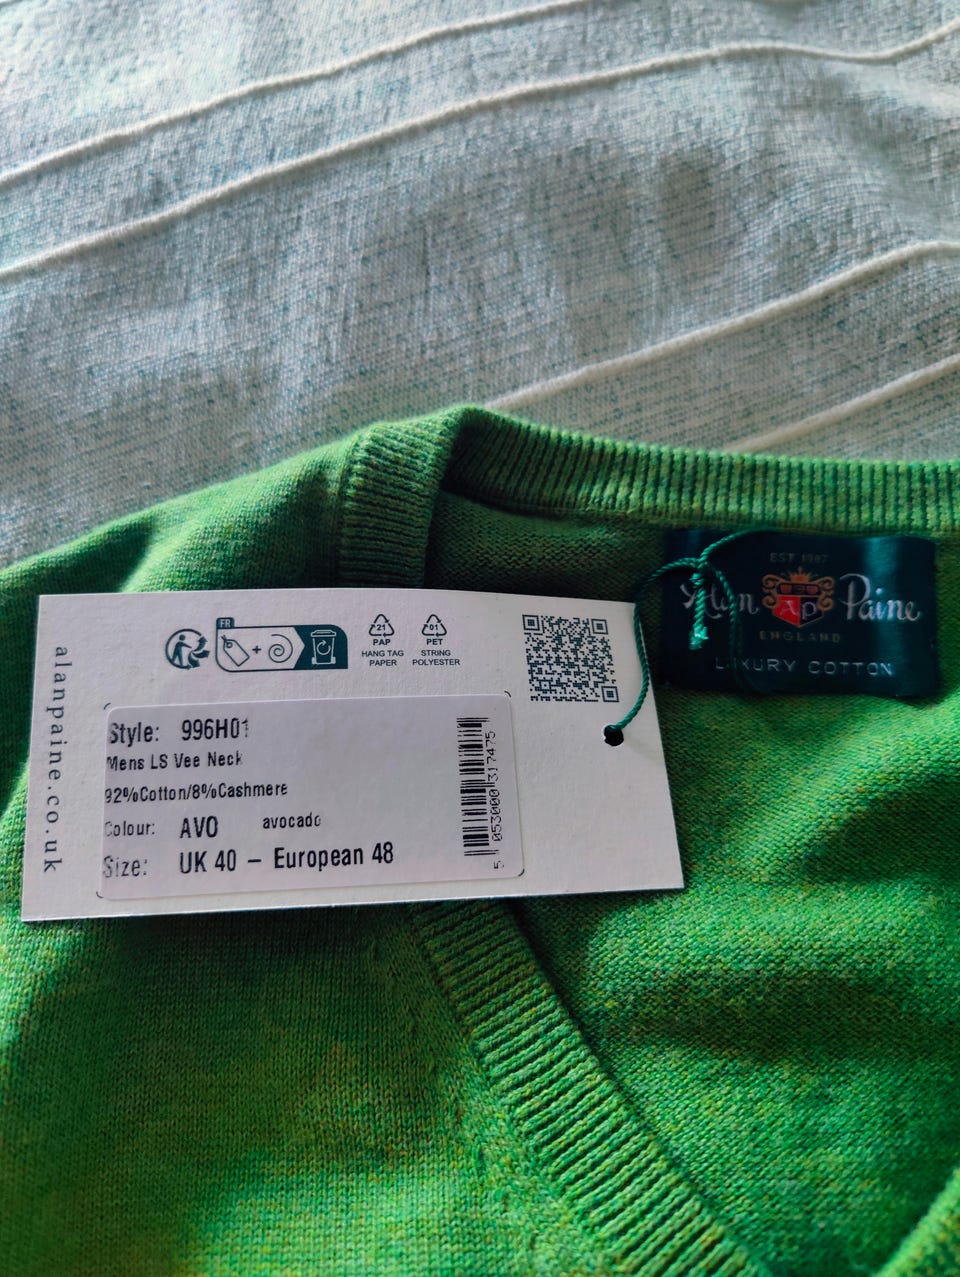 EST 1907
Alan AP Paine
ENGLAND
LUXURY COTTON
FR
21
PAP
HANG TAG
PAPER
01
PET
STRING
POLYESTER
alanpaine.co.uk
Style: 996H01
Mens LS Vee Neck
92%Cotton/8%Cashmere
Colour: AVO avocado
Size: UK 40 – European 48
5 053000 317475